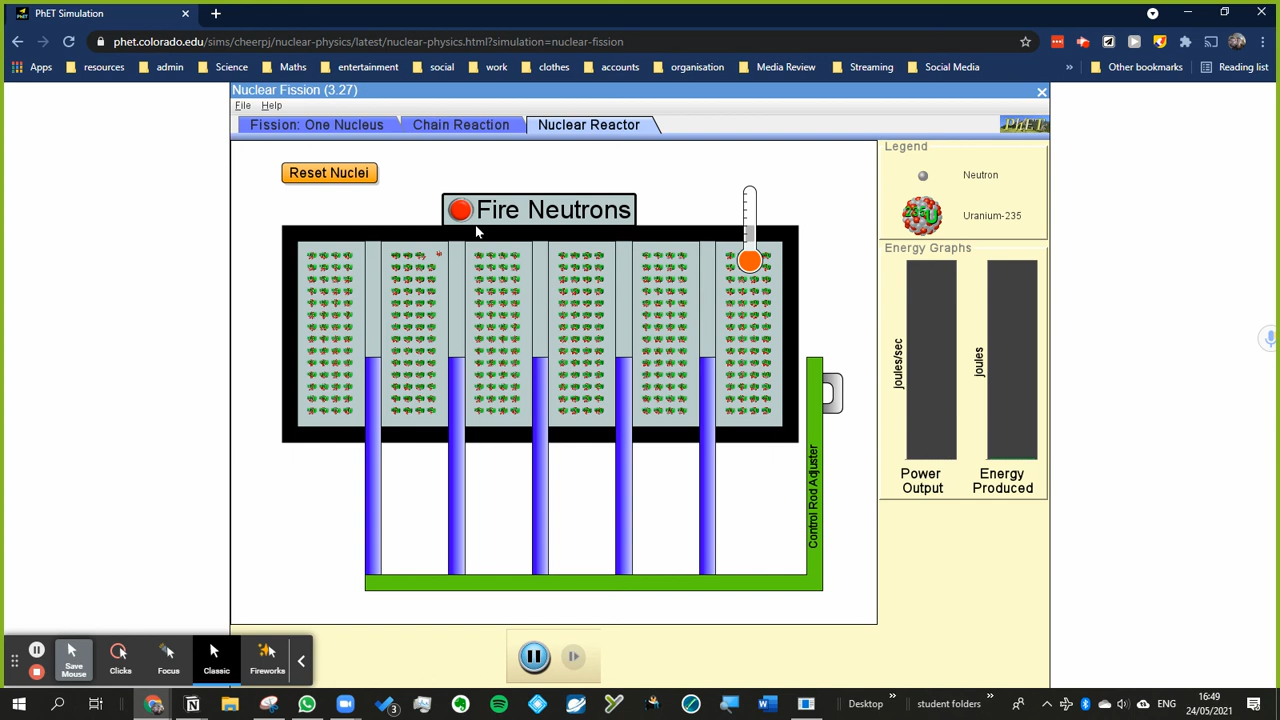 PhET Simulation
phet.colorado.edu/sims/cheerpj/nuclear-physics/latest/nuclear-physics.html?simulation=nuclear-fission
Apps resources admin Science Maths entertainment social work clothes accounts organisation Media Review Streaming Social Media » Other bookmarks Reading list
Nuclear Fission (3.27)
File Help
Fission: One Nucleus Chain Reaction Nuclear Reactor PhET
Reset Nuclei
Fire Neutrons
Control Rod Adjuster
Legend
Neutron
235U
Uranium-235
Energy Graphs
joules/sec
joules
Power Output
Energy Produced
Save Mouse
Clicks
Focus
Classic
Fireworks
3
Desktop
»
student folders
»
ENG
16:49
24/05/2021